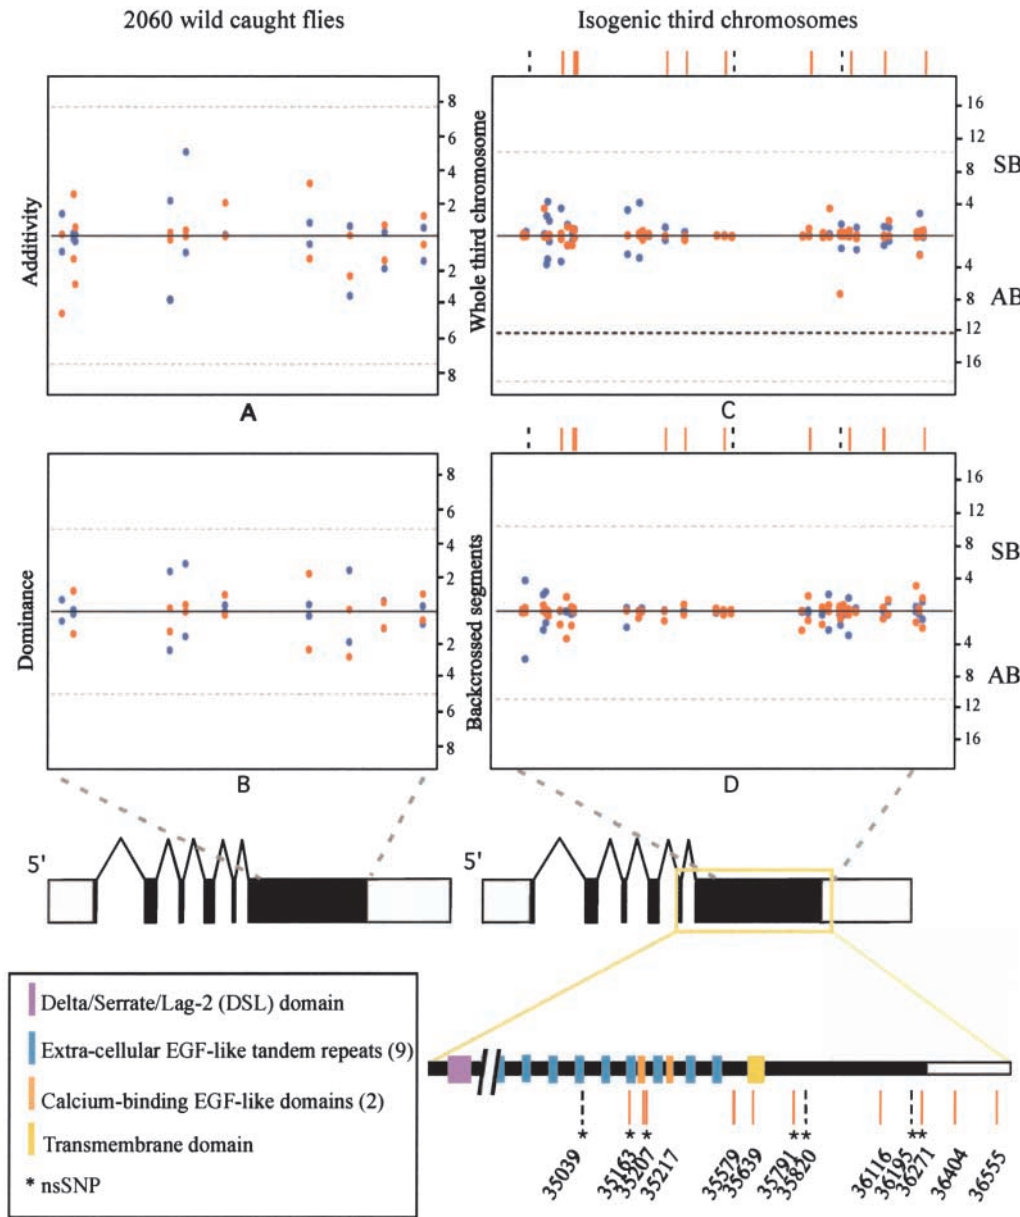 2060 wild caught flies
Isogenic third chromosomes
Additivity
8
6
4
2
2
4
6
8
A
Whole third chromosome
16
12
8
4
4
8
12
16
SB
AB
C
Dominance
8
6
4
2
2
4
6
8
B
Backcrossed segments
16
12
8
4
4
8
12
16
SB
AB
D
5'
5'
Delta/Serrate/Lag-2 (DSL) domain
Extra-cellular EGF-like tandem repeats (9)
Calcium-binding EGF-like domains (2)
Transmembrane domain
* nsSNP
* * * * * * *
35039
35163
35207
35217
35579
35639
35791
35820
36116
36195
36271
36404
36555